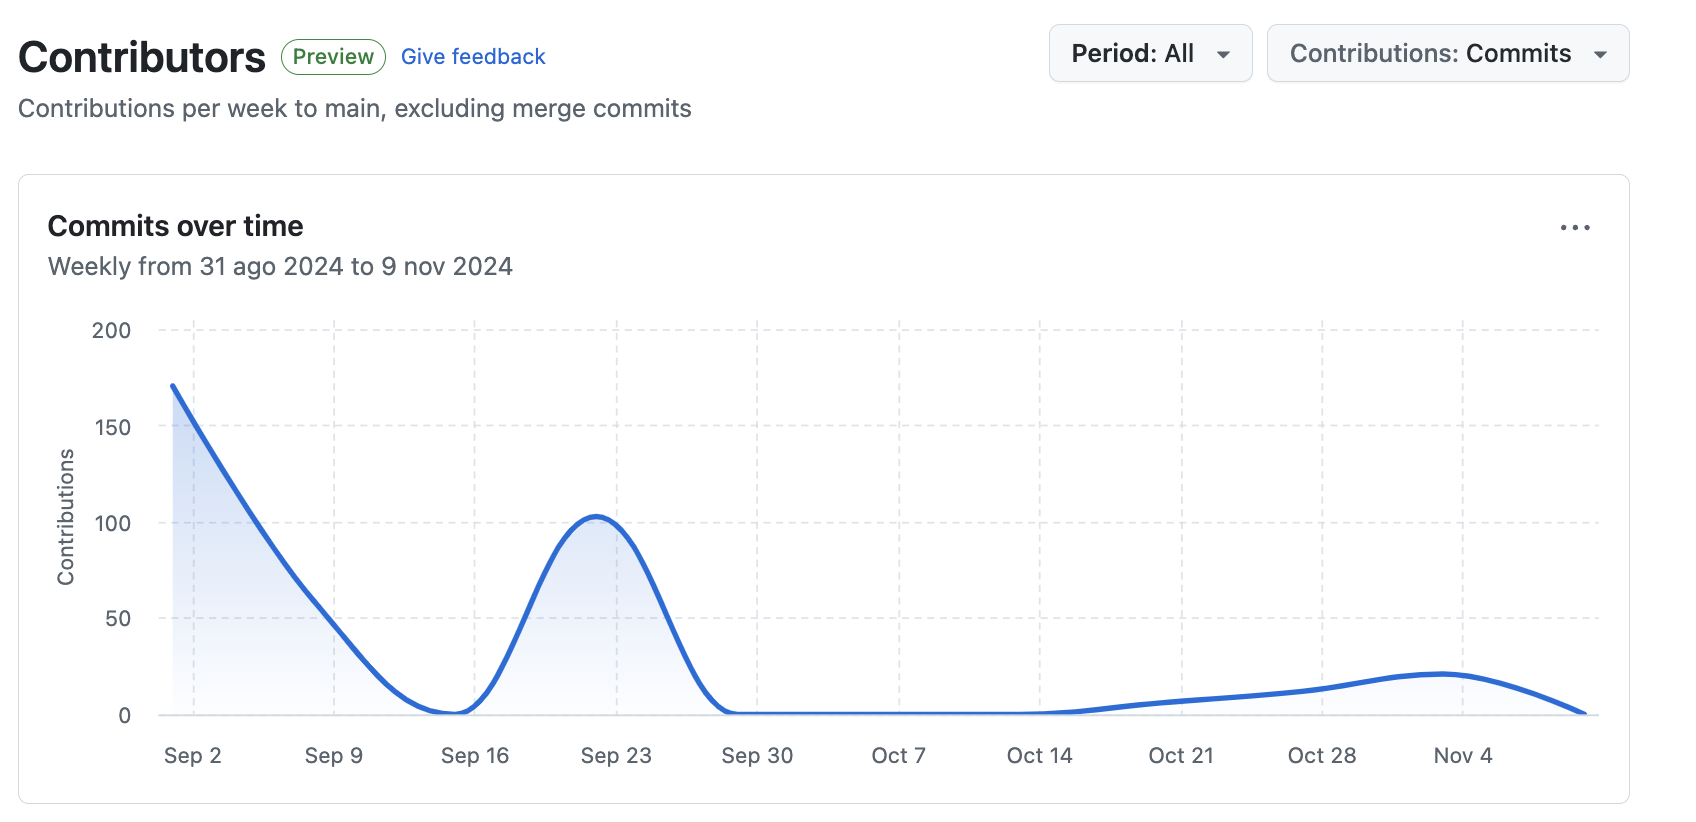 Contributors Preview Give feedback
Period: All
Contributions: Commits
Contributions per week to main, excluding merge commits
Commits over time
Weekly from 31 ago 2024 to 9 nov 2024
Contributions
200
150
100
50
0
Sep 2 Sep 9 Sep 16 Sep 23 Sep 30 Oct 7 Oct 14 Oct 21 Oct 28 Nov 4